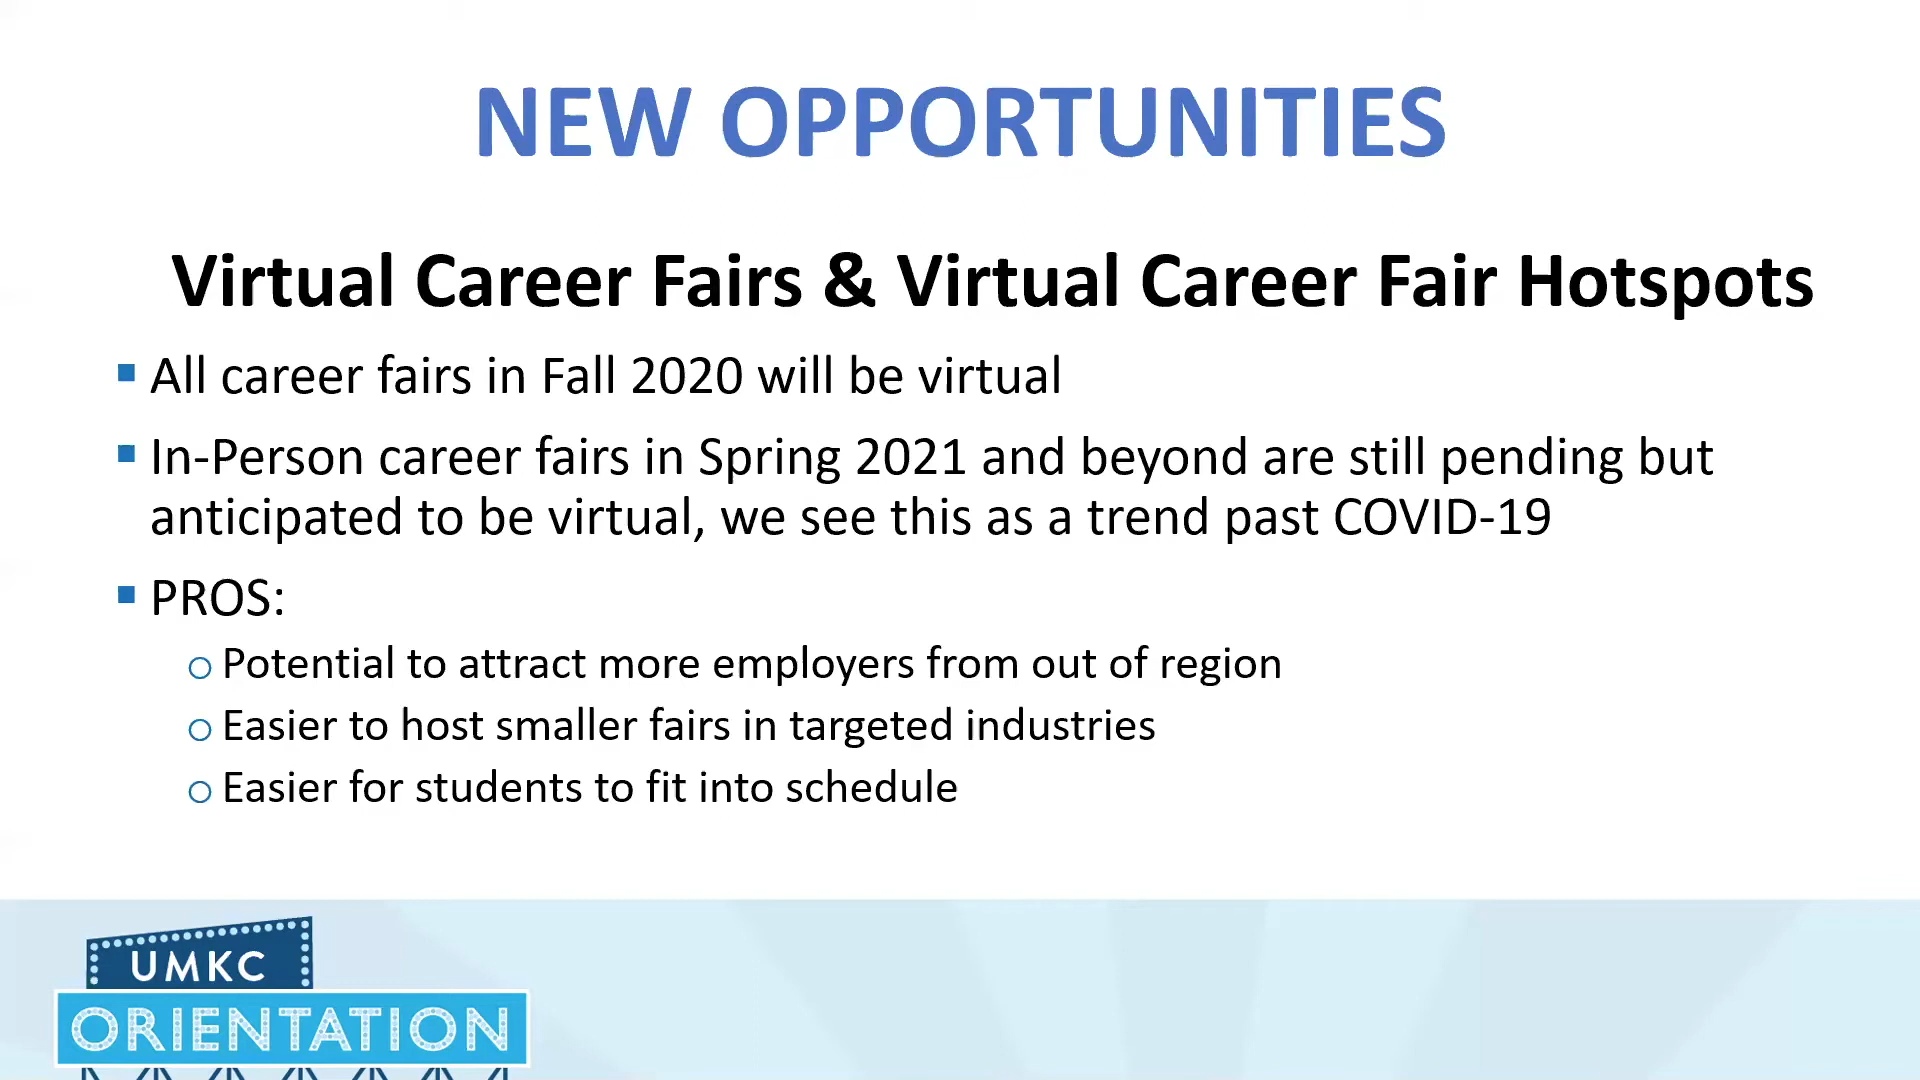 NEW OPPORTUNITIES
Virtual Career Fairs & Virtual Career Fair Hotspots
▪ All career fairs in Fall 2020 will be virtual
▪ In-Person career fairs in Spring 2021 and beyond are still pending but
anticipated to be virtual, we see this as a trend past COVID-19
▪ PROS:
o Potential to attract more employers from out of region
o Easier to host smaller fairs in targeted industries
o Easier for students to fit into schedule
UMKC
ORIENTATION